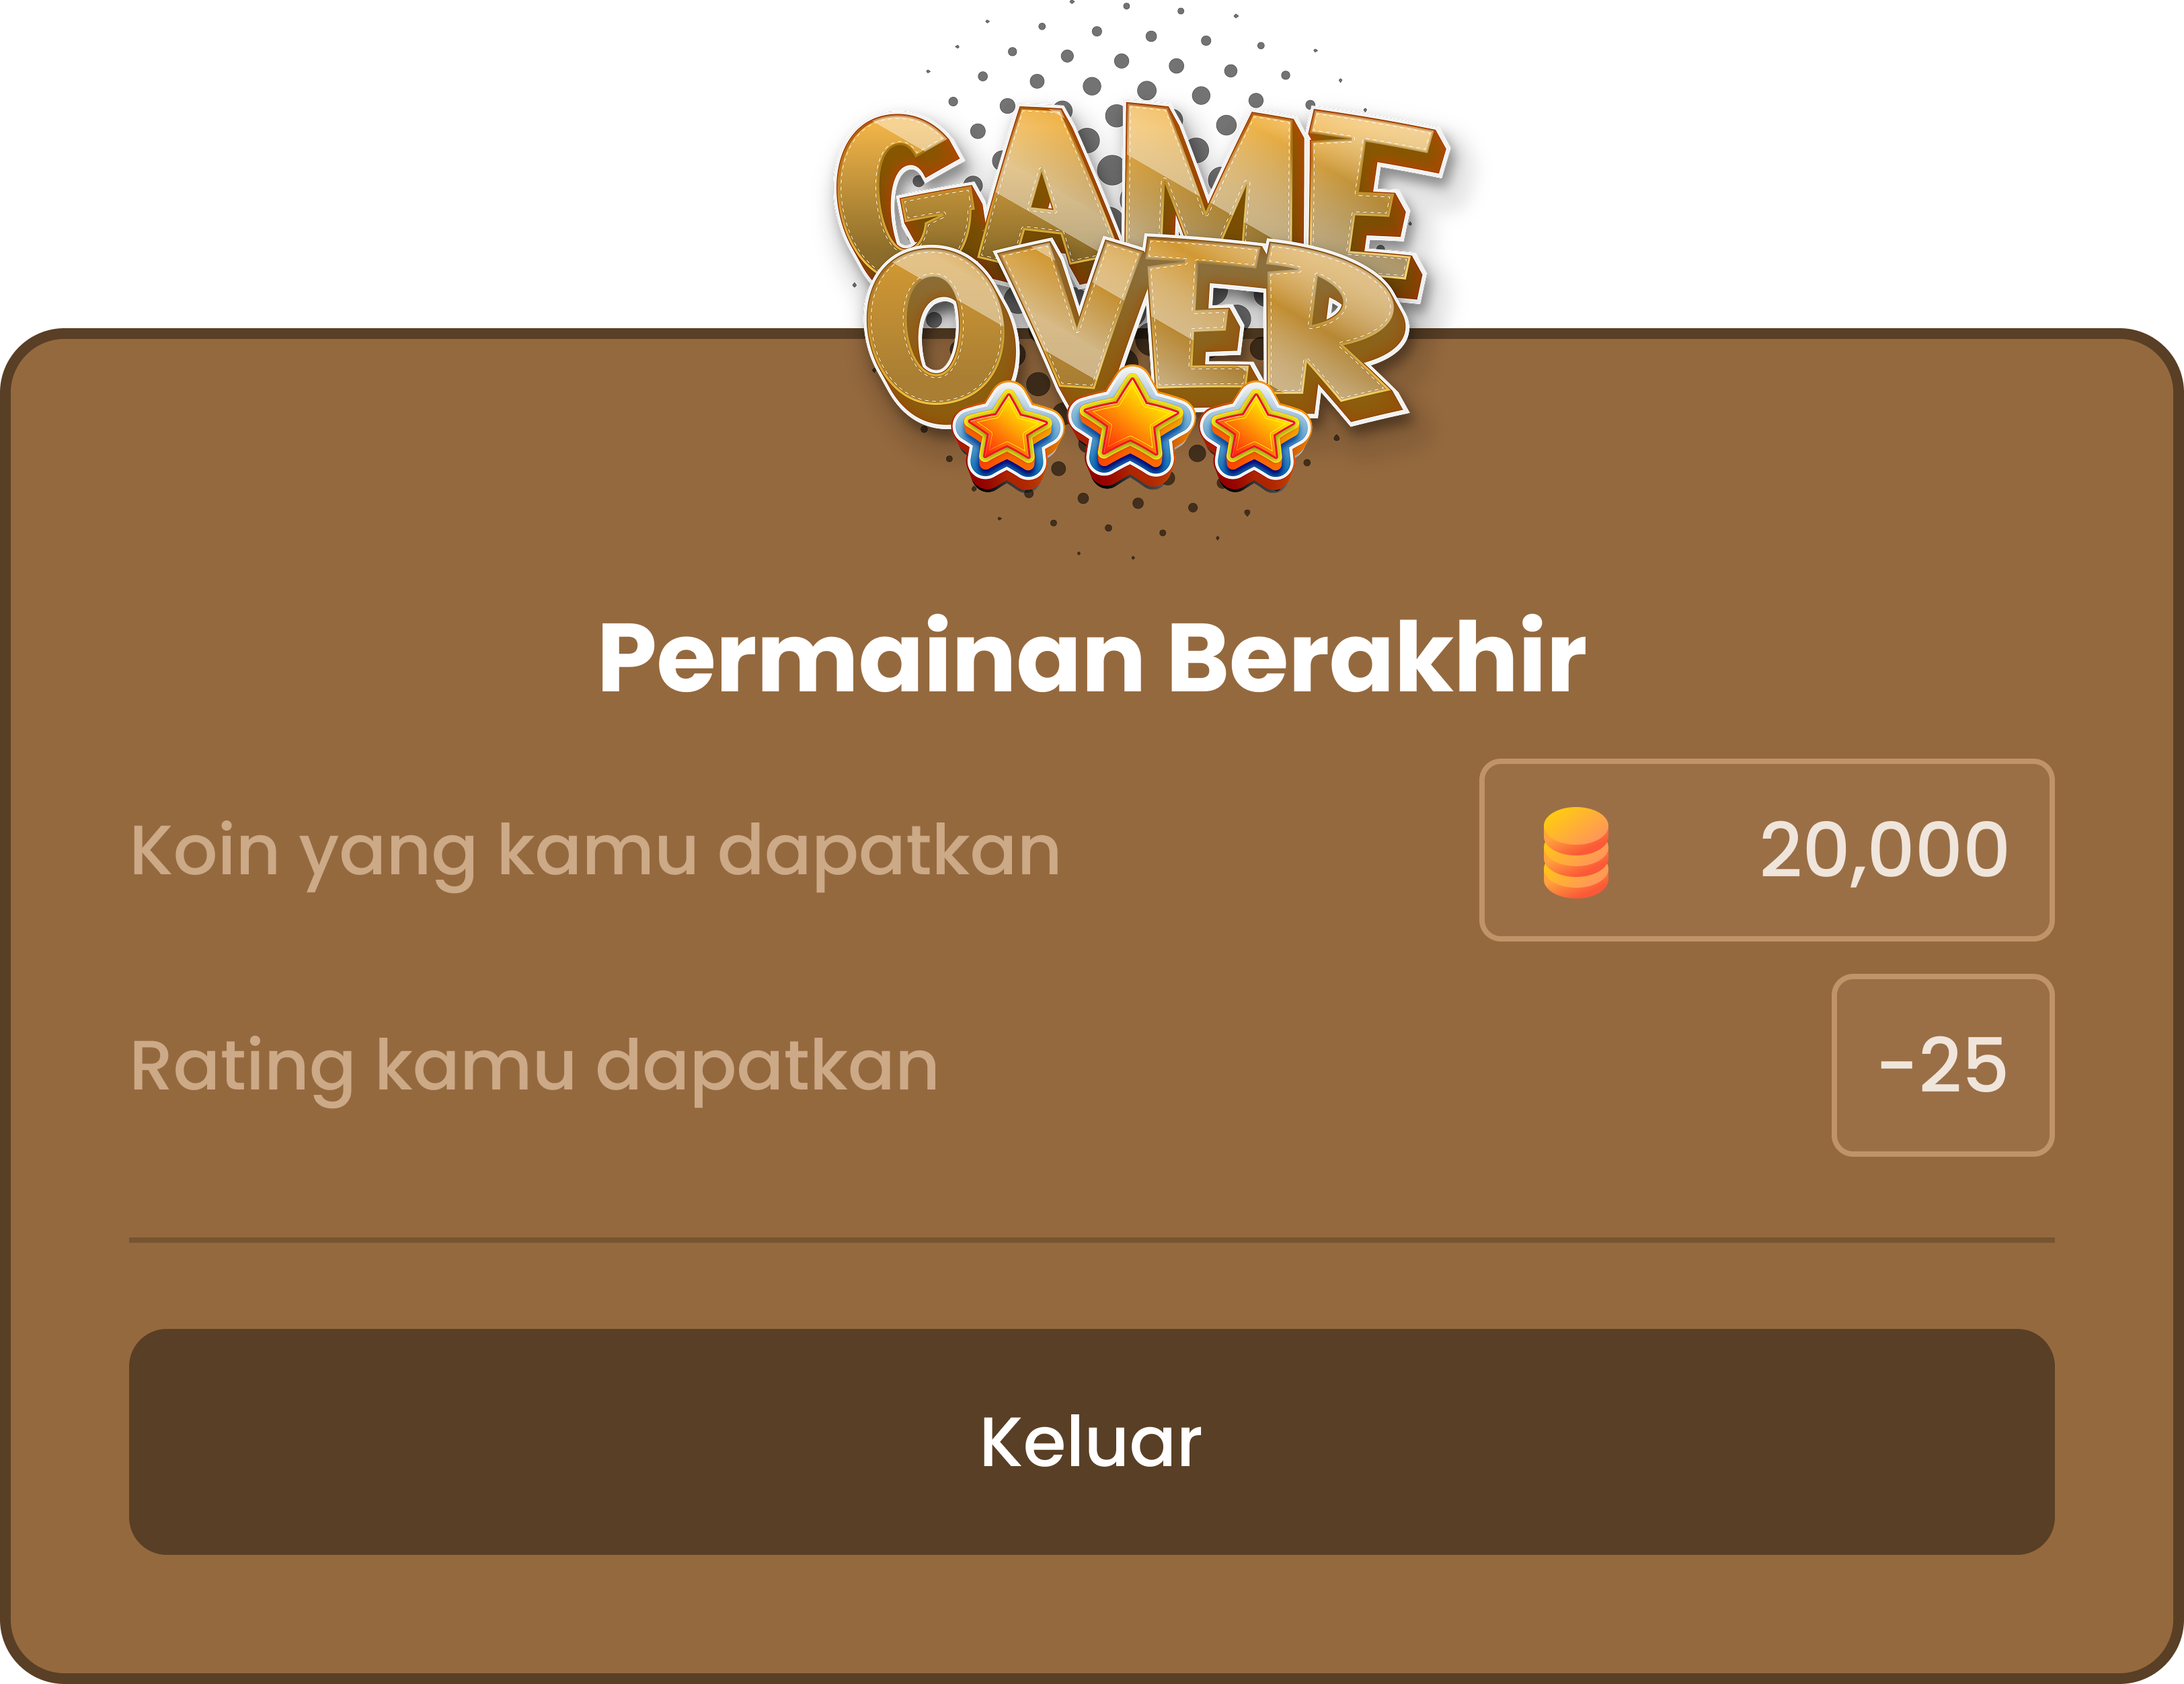 GAME
OVER
Permainan Berakhir
Koin yang kamu dapatkan
20,000
Rating kamu dapatkan
-25
Keluar